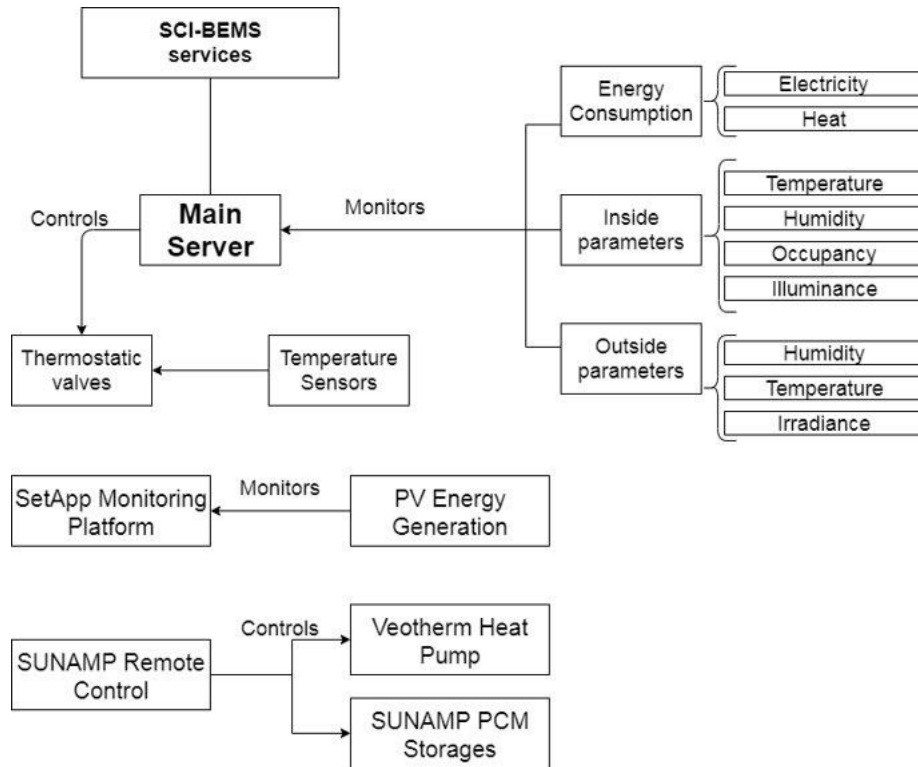 SCI-BEMS
services
Energy
Consumption
Electricity
Heat
Controls
Main
Server
Monitors
Inside
parameters
Temperature
Humidity
Occupancy
Illuminance
Thermostatic
valves
Temperature
Sensors
Outside
parameters
Humidity
Temperature
Irradiance
SetApp Monitoring
Platform
Monitors
PV Energy
Generation
SUNAMP Remote
Control
Controls
Veotherm Heat
Pump
SUNAMP PCM
Storages